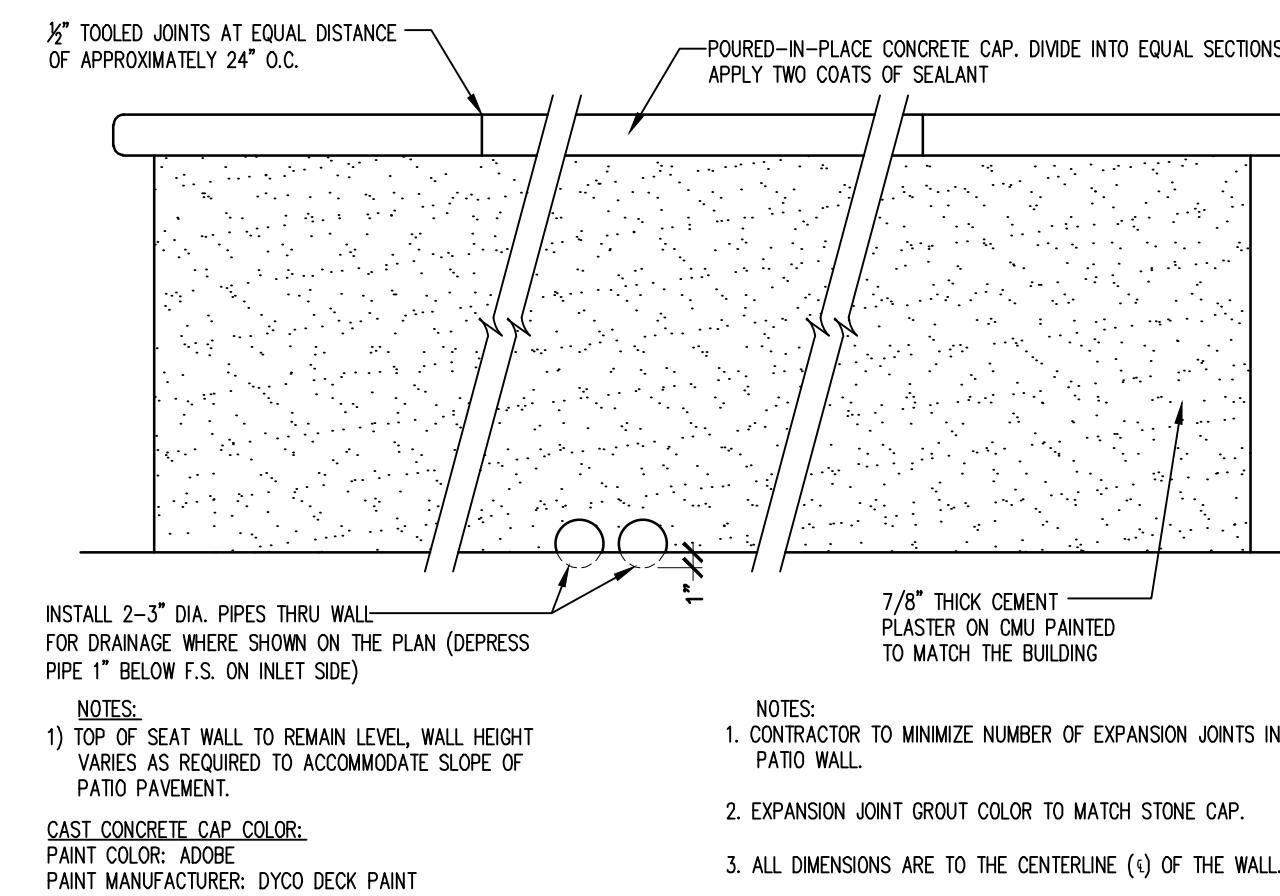 ½" TOOLED JOINTS AT EQUAL DISTANCE
OF APPROXIMATELY 24" O.C.
POURED-IN-PLACE CONCRETE CAP. DIVIDE INTO EQUAL SECTIONS
APPLY TWO COATS OF SEALANT
1"
INSTALL 2-3" DIA. PIPES THRU WALL
FOR DRAINAGE WHERE SHOWN ON THE PLAN (DEPRESS
PIPE 1" BELOW F.S. ON INLET SIDE)
7/8" THICK CEMENT
PLASTER ON CMU PAINTED
TO MATCH THE BUILDING
NOTES:
1) TOP OF SEAT WALL TO REMAIN LEVEL, WALL HEIGHT
VARIES AS REQUIRED TO ACCOMMODATE SLOPE OF
PATIO PAVEMENT.
CAST CONCRETE CAP COLOR:
PAINT COLOR: ADOBE
PAINT MANUFACTURER: DYCO DECK PAINT
NOTES:
1. CONTRACTOR TO MINIMIZE NUMBER OF EXPANSION JOINTS IN
PATIO WALL.
2. EXPANSION JOINT GROUT COLOR TO MATCH STONE CAP.
3. ALL DIMENSIONS ARE TO THE CENTERLINE (℄) OF THE WALL.